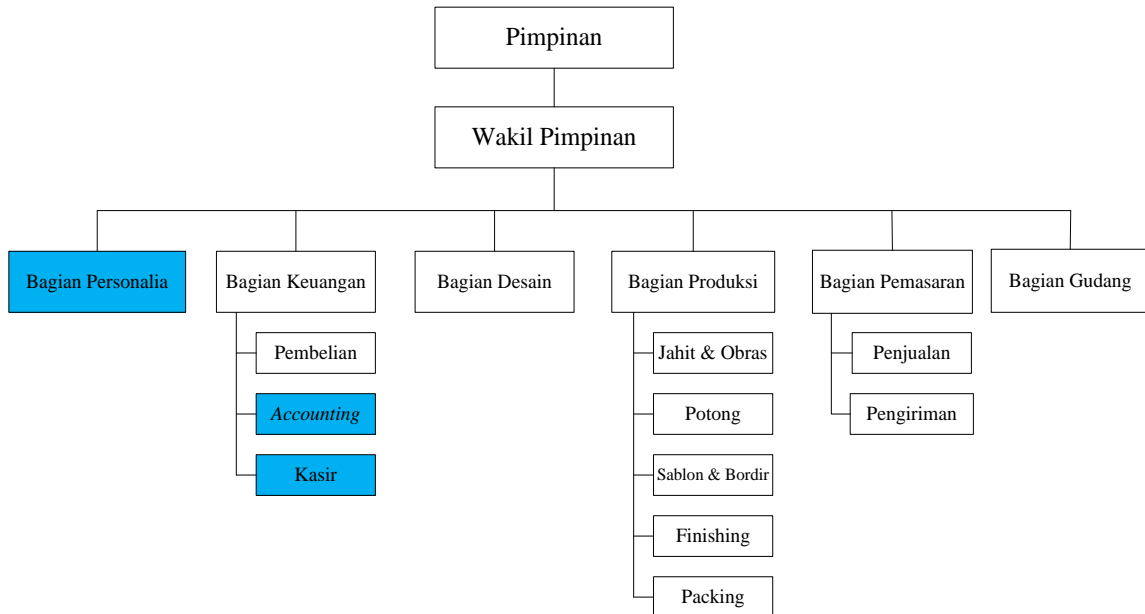 Pimpinan
Wakil Pimpinan
Bagian Personalia
Bagian Keuangan
Bagian Desain
Bagian Produksi
Bagian Pemasaran
Bagian Gudang
Pembelian
Accounting
Kasir
Jahit & Obras
Potong
Sablon & Bordir
Finishing
Packing
Penjualan
Pengiriman